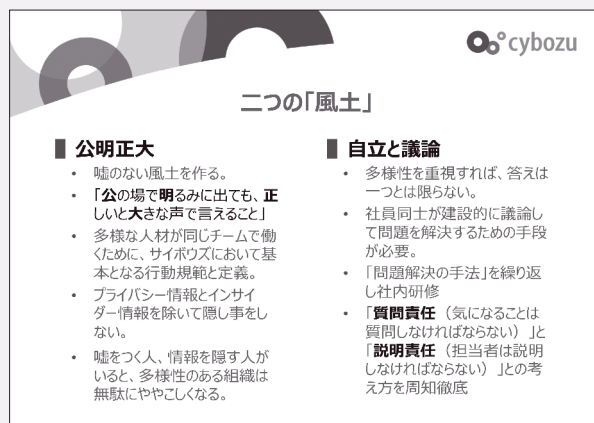 cybozu
二つの「風土」
公明正大
• 嘘のない風土を作る。
• 「公の場で明るみに出ても、正
しいと大きな声で言えること」
• 多様な人材が同じチームで働
くために、サイボウズにおいて基
本となる行動規範と定義。
• プライバシー情報とインサイ
ダー情報を除いて隠し事をし
ない。
• 嘘をつく人、情報を隠す人が
いると、多様性のある組織は
無駄にややこしくなる。
自立と議論
• 多様性を重視すれば、答えは
一つとは限らない。
• 社員同士が建設的に議論し
て問題を解決するための手段
が必要。
• 「問題解決の手法」を繰り返
し社内研修
• 「質問責任（気になることは
質問しなければならない）」と
「説明責任（担当者は説明
しなければならない）」との考
え方を周知徹底